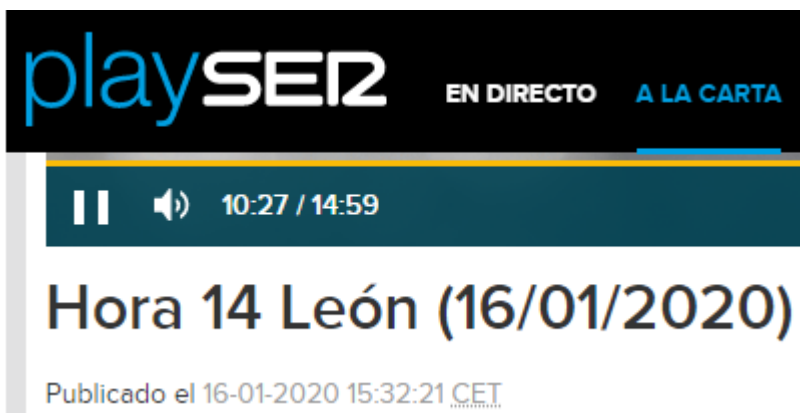 playSER EN DIRECTO A LA CARTA
10:27 / 14:59
Hora 14 León (16/01/2020)
Publicado el 16-01-2020 15:32:21 CET